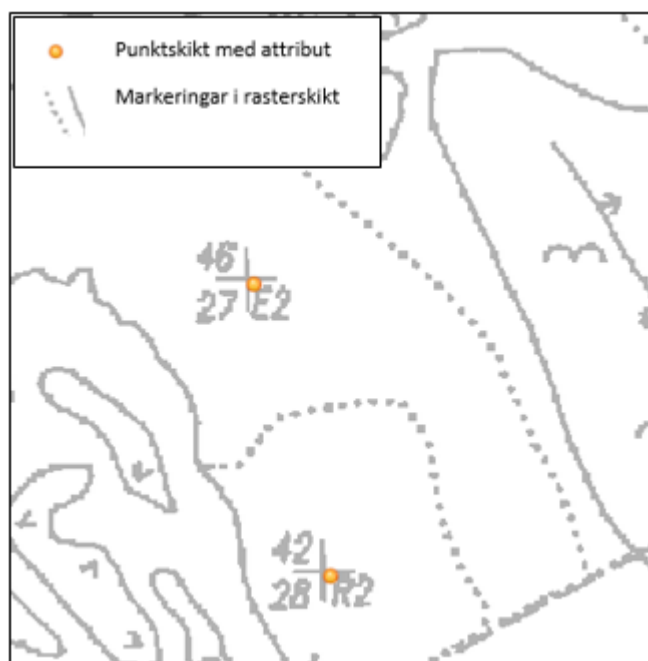 Punktskikt med attribut
Markeringar i rasterskikt
46
27 E2
42
28 R2